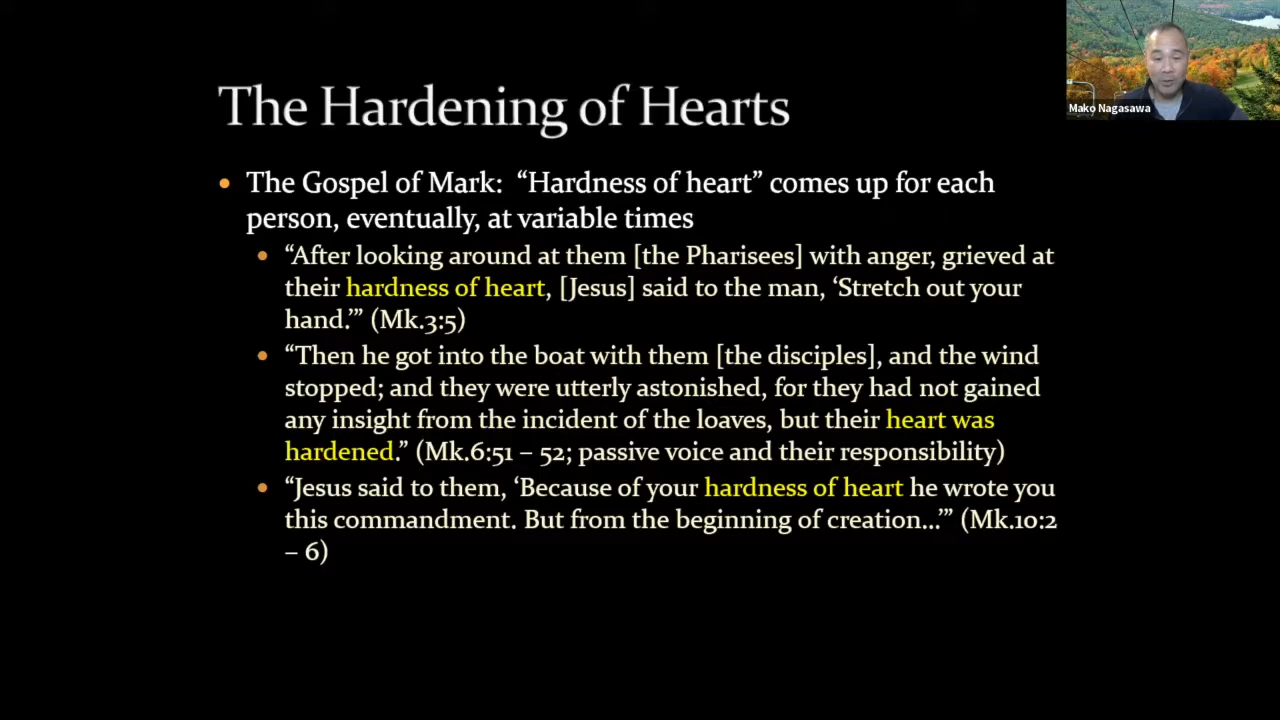 The Hardening of Hearts
Mako Nagasawa
• The Gospel of Mark: “Hardness of heart” comes up for each
person, eventually, at variable times
• “After looking around at them [the Pharisees] with anger, grieved at
their hardness of heart, [Jesus] said to the man, ‘Stretch out your
hand.’” (Mk.3:5)
• “Then he got into the boat with them [the disciples], and the wind
stopped; and they were utterly astonished, for they had not gained
any insight from the incident of the loaves, but their heart was
hardened.” (Mk.6:51 – 52; passive voice and their responsibility)
• “Jesus said to them, ‘Because of your hardness of heart he wrote you
this commandment. But from the beginning of creation…’” (Mk.10:2
– 6)